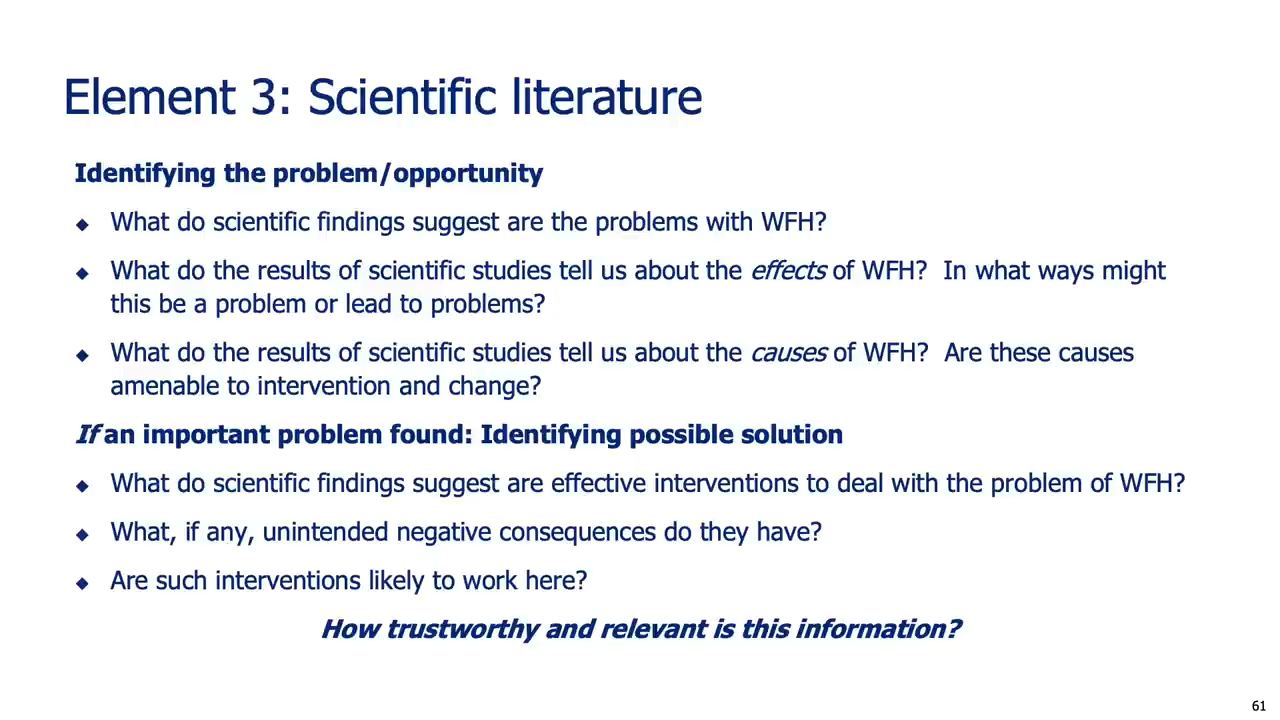 Element 3: Scientific literature
Identifying the problem/opportunity
◆ What do scientific findings suggest are the problems with WFH?
◆ What do the results of scientific studies tell us about the effects of WFH? In what ways might
this be a problem or lead to problems?
◆ What do the results of scientific studies tell us about the causes of WFH? Are these causes
amenable to intervention and change?
If an important problem found: Identifying possible solution
◆ What do scientific findings suggest are effective interventions to deal with the problem of WFH?
◆ What, if any, unintended negative consequences do they have?
◆ Are such interventions likely to work here?
How trustworthy and relevant is this information?
61